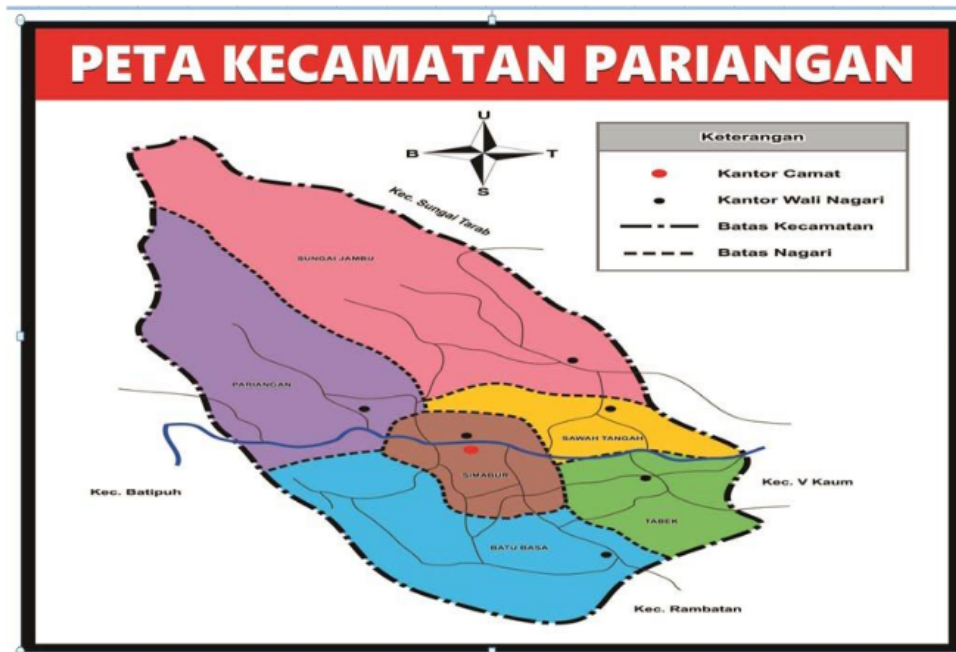 PETA KECAMATAN PARIANGAN
U
B
T
S
Keterangan
Kantor Camat
Kantor Wali Nagari
Batas Kecamatan
Batas Nagari
Kec. Sungai Tarab
SUNGAI JAMBU
PARIANGAN
SAWAH TANGAH
SIMABUR
Kec. Batipuh
Kec. V Kaum
TABEK
BATU BASA
Kec. Rambatan